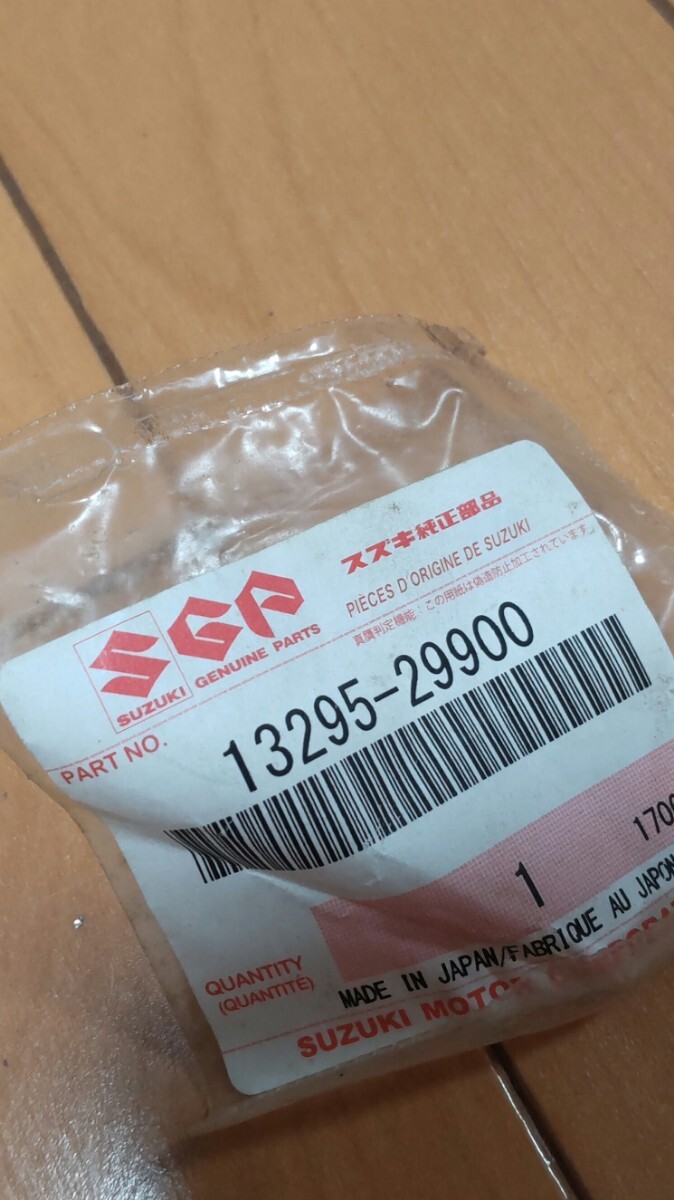 SGP
スズキ純正部品
SUZUKI GENUINE PARTS
PIÈCES D'ORIGINE DE SUZUKI
真贋判定機能:この用紙は偽造防止加工されています。
PART NO.
13295-29900
QUANTITY
(QUANTITÉ)
1
MADE IN JAPAN/FABRIQUE AU JAPON
SUZUKI MOTOR